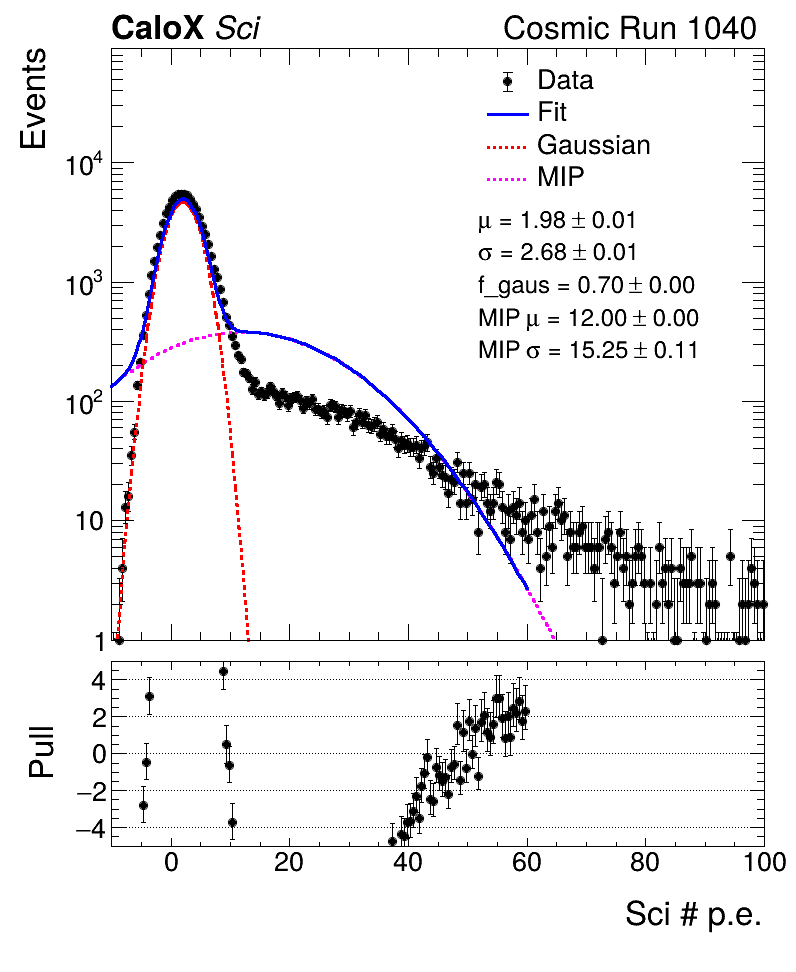 CaloX Sci Cosmic Run 1040
Events
Data
Fit
Gaussian
MIP
μ = 1.98 ± 0.01
σ = 2.68 ± 0.01
f_gaus = 0.70 ± 0.00
MIP μ = 12.00 ± 0.00
MIP σ = 15.25 ± 0.11
10⁴
10³
10²
10
1
Pull
4
2
0
−2
−4
0 20 40 60 80 100
Sci # p.e.